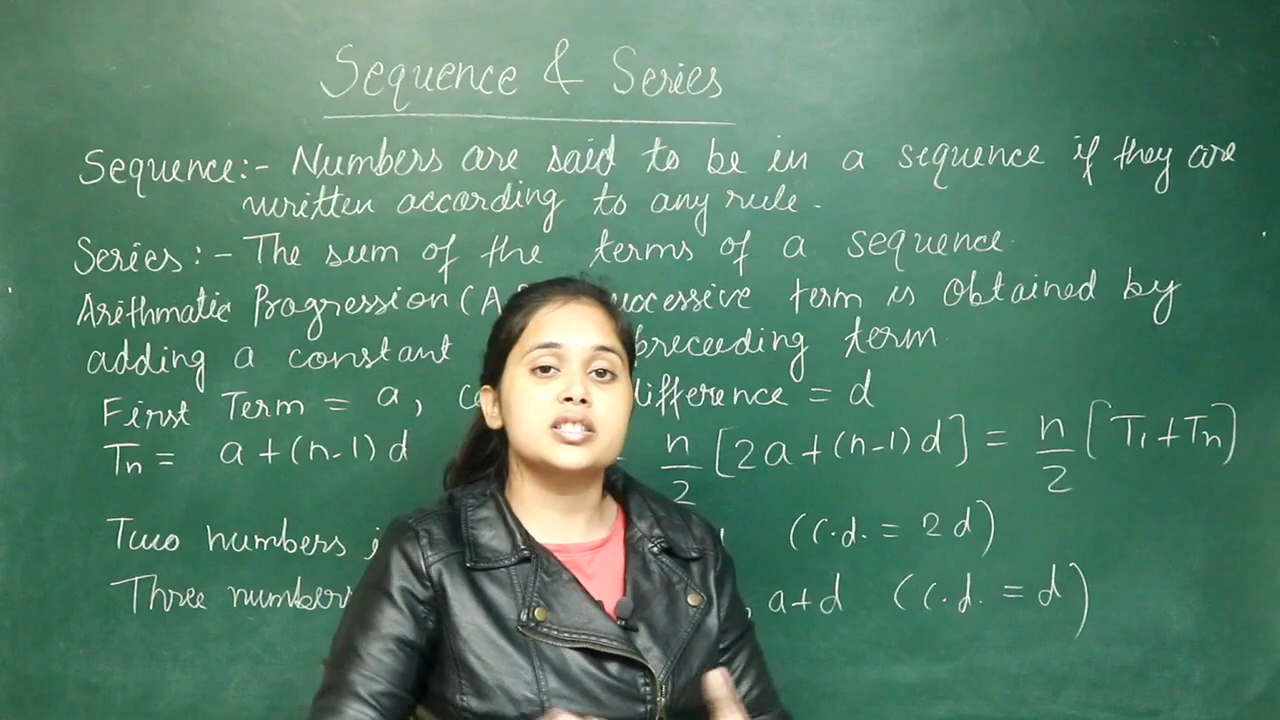 Sequence & Series
Sequence:- Numbers are said to be in a sequence if they are
written according to any rule.
Series:- The sum of the terms of a sequence.
Arithmatic Progression (A. uccessive term is obtained by
adding a constant preceeding term
First Term = a, difference = d
Tn = a+(n-1)d n/2 [2a+(n-1)d] = n/2 [T1+Tn]
Two numbers (c.d. = 2d)
Three numbers , a+d (c.d. = d)